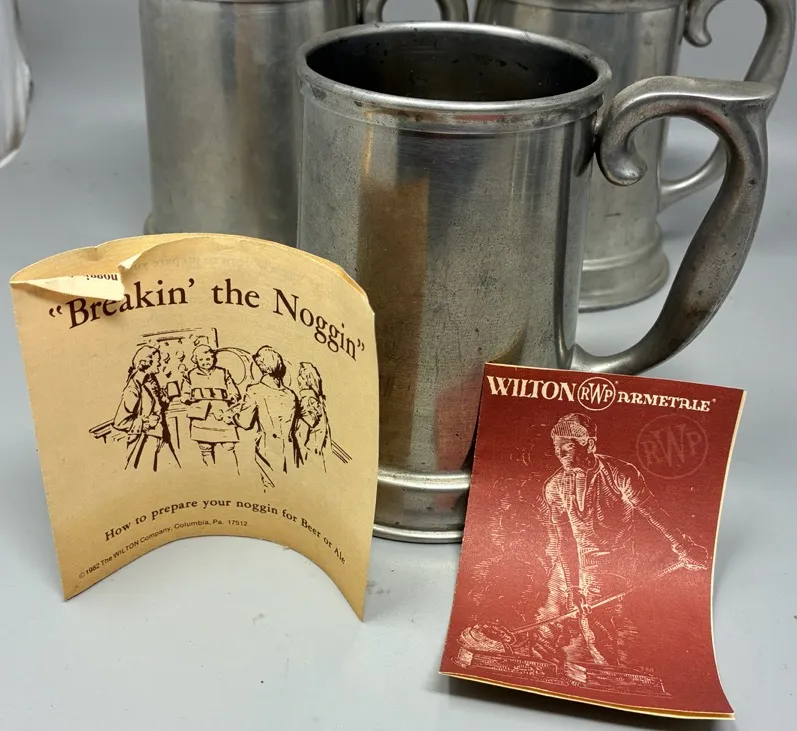 noggin
"Breakin' the Noggin"
How to prepare your noggin for Beer or Ale
© 1982 The WILTON Company, Columbia, Pa. 17512
WILTON RWP® ARMETALE®
RWP